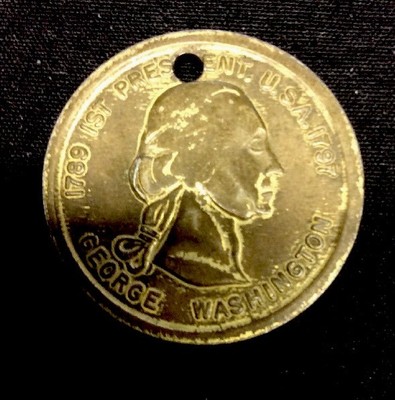 1789 1ST PRESIDENT U.S.A. 1797
GEORGE WASHINGTON